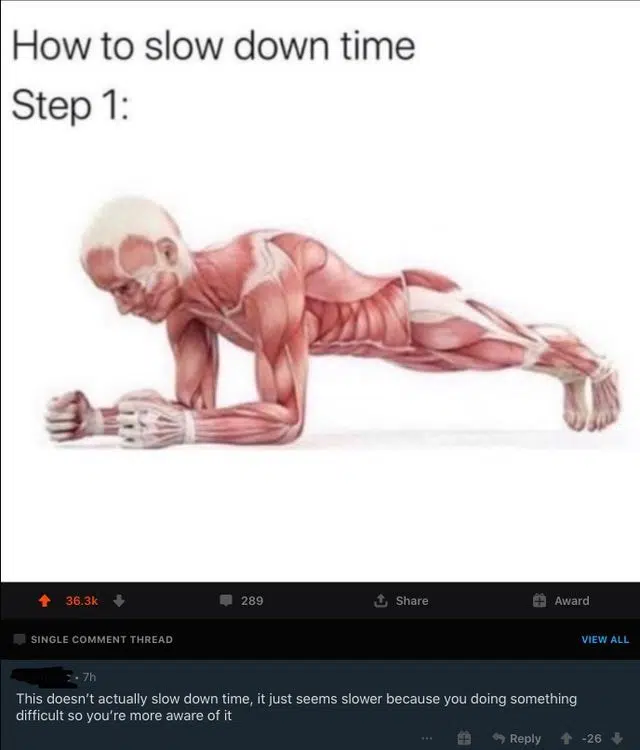 How to slow down time
Step 1:
36.3k
289
Share
Award
SINGLE COMMENT THREAD
VIEW ALL
• 7h
This doesn't actually slow down time, it just seems slower because you doing something
difficult so you're more aware of it
... Reply -26